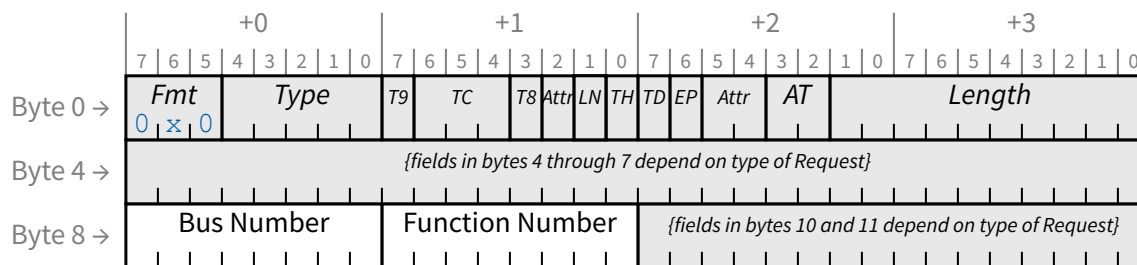 +0 +1 +2 +3
7 6 5 4 3 2 1 0 7 6 5 4 3 2 1 0 7 6 5 4 3 2 1 0 7 6 5 4 3 2 1 0
Byte 0 → Fmt Type T9 TC T8 Attr LN TH TD EP Attr AT Length
0 x 0
Byte 4 → {fields in bytes 4 through 7 depend on type of Request}
Byte 8 → Bus Number Function Number {fields in bytes 10 and 11 depend on type of Request}